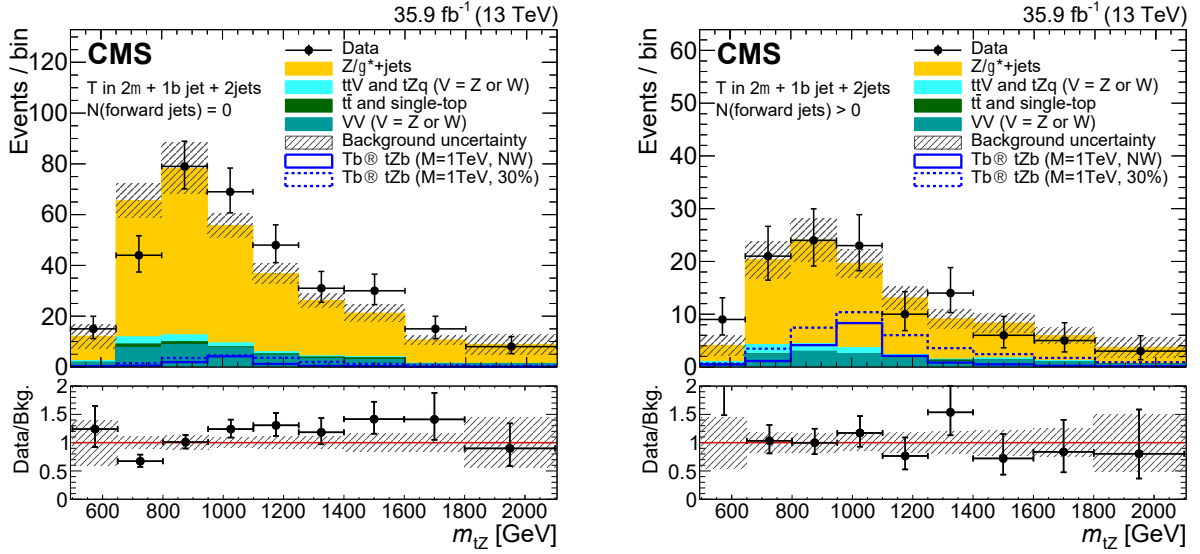 35.9 fb-1 (13 TeV)
Events / bin
120
100
80
60
40
20
0
CMS
T in 2m + 1b jet + 2jets
N(forward jets) = 0
Data
Z/g*+jets
ttV and tZq (V = Z or W)
tt̄ and single-top
VV (V = Z or W)
Background uncertainty
Tb® tZb (M=1TeV, NW)
Tb® tZb (M=1TeV, 30%)
Data/Bkg.
2
1.5
1
0.5
0
600 800 1000 1200 1400 1600 1800 2000
mtZ [GeV]
35.9 fb-1 (13 TeV)
Events / bin
60
50
40
30
20
10
0
CMS
T in 2m + 1b jet + 2jets
N(forward jets) > 0
Data
Z/g*+jets
ttV and tZq (V = Z or W)
tt̄ and single-top
VV (V = Z or W)
Background uncertainty
Tb® tZb (M=1TeV, NW)
Tb® tZb (M=1TeV, 30%)
Data/Bkg.
2
1.5
1
0.5
0
600 800 1000 1200 1400 1600 1800 2000
mtZ [GeV]